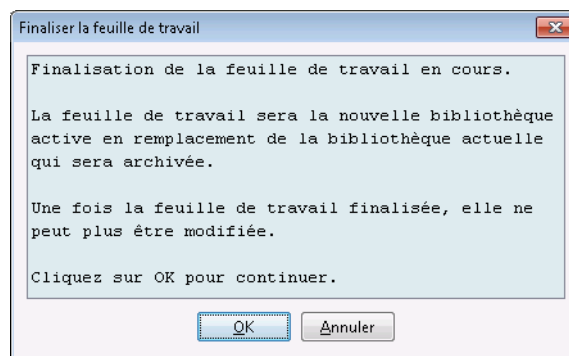 Finaliser la feuille de travail
Finalisation de la feuille de travail en cours.
La feuille de travail sera la nouvelle bibliothèque
active en remplacement de la bibliothèque actuelle
qui sera archivée.
Une fois la feuille de travail finalisée, elle ne
peut plus être modifiée.
Cliquez sur OK pour continuer.
OK Annuler